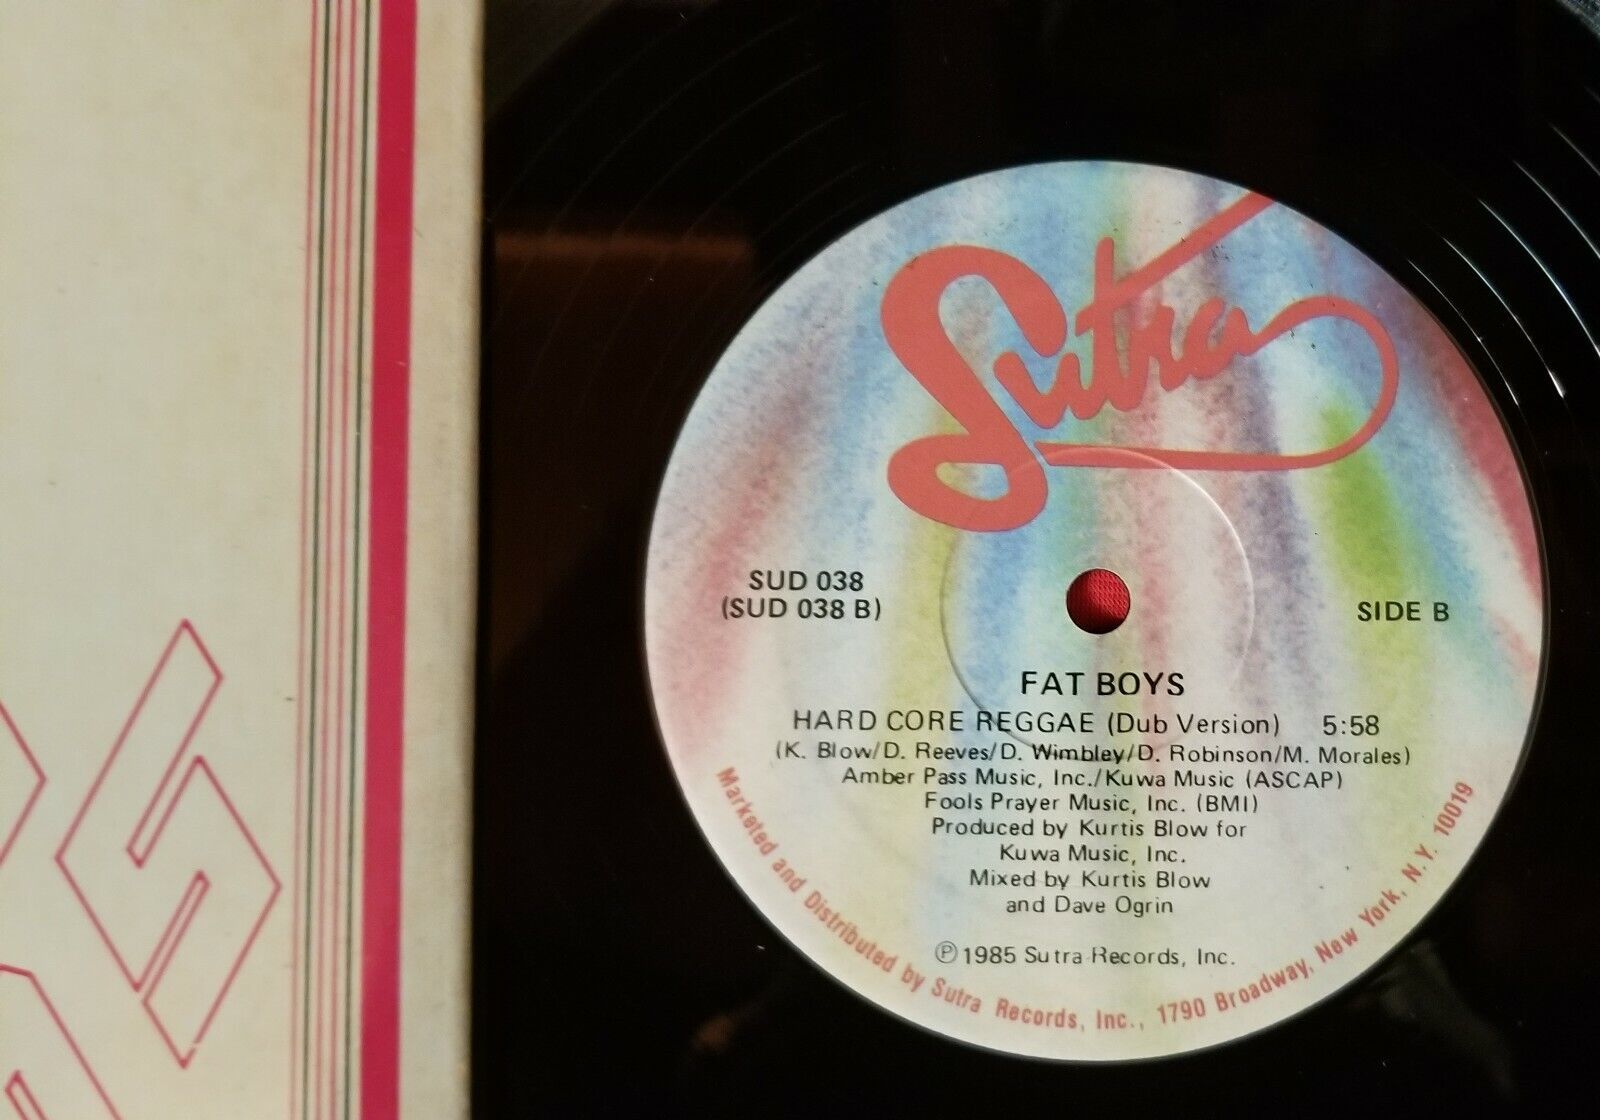 Sutra
SUD 038
(SUD 038 B)
SIDE B
FAT BOYS
HARD CORE REGGAE (Dub Version) 5:58
(K. Blow/D. Reeves/D. Wimbley/D. Robinson/M. Morales)
Amber Pass Music, Inc./Kuwa Music (ASCAP)
Fools Prayer Music, Inc. (BMI)
Produced by Kurtis Blow for
Kuwa Music, Inc.
Mixed by Kurtis Blow
and Dave Ogrin
℗ 1985 Sutra Records, Inc.
Marketed and Distributed by Sutra Records, Inc., 1790 Broadway, New York, N.Y. 10019